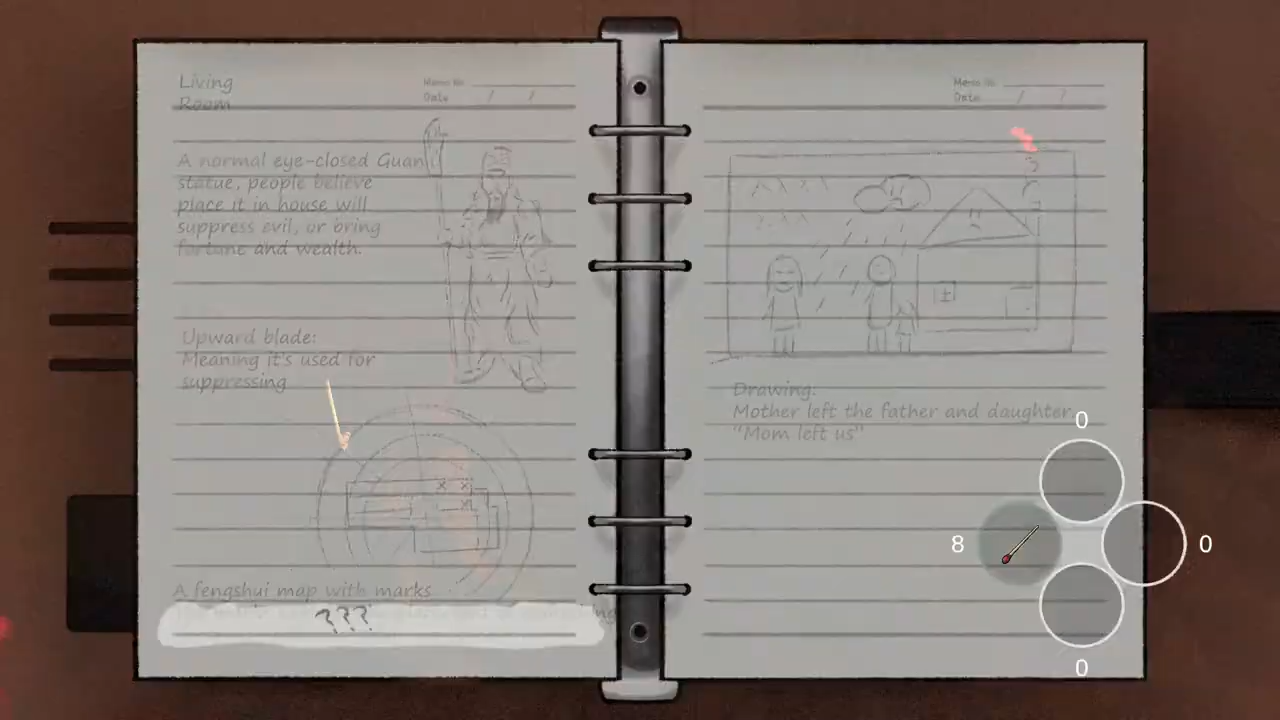 Living
Room
Memo No
Date / /
A normal eye-closed Guan
statue, people believe
place it in house will
suppress evil, or bring
fortune and wealth.
Upward blade:
Meaning it's used for
suppressing
A fengshui map with marks
???
Memo No
Date / /
Drawing:
Mother left the father and daughter.
"Mom left us"
0
8
0
0